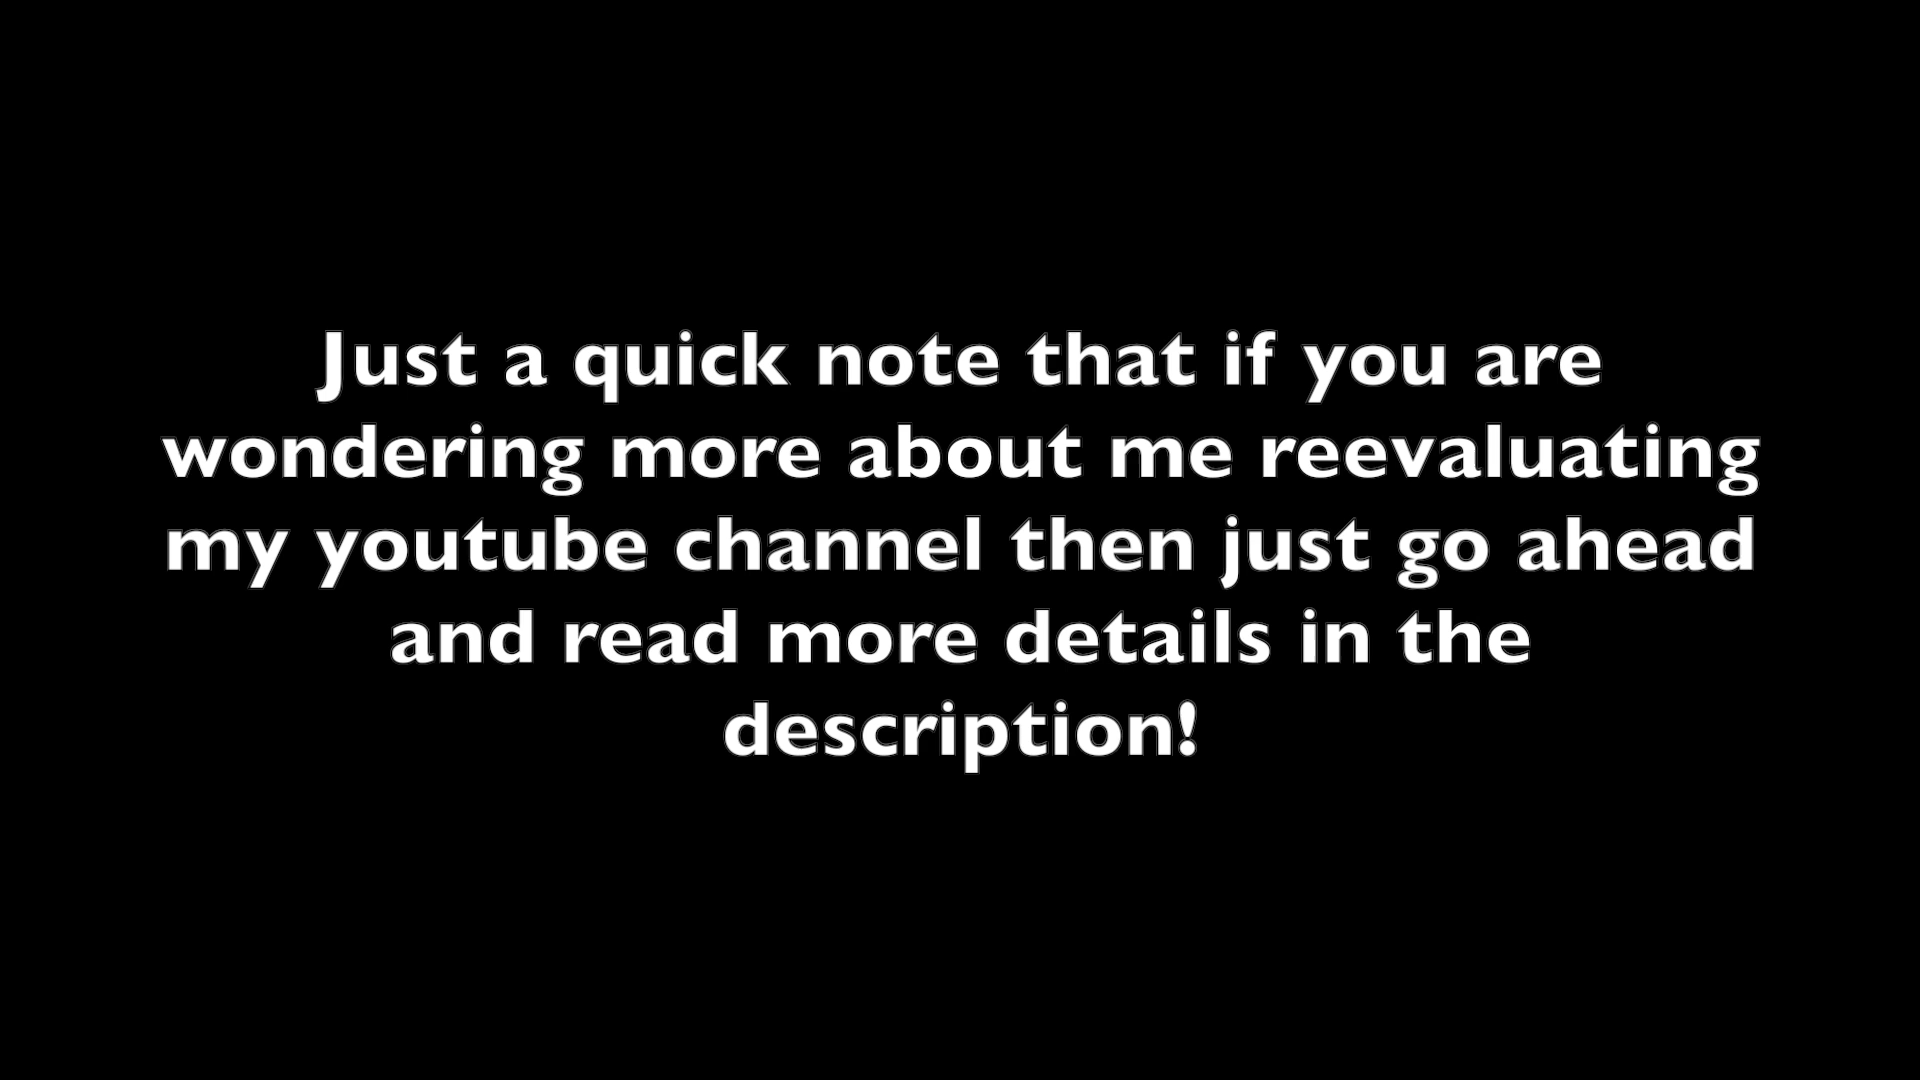 Just a quick note that if you are
wondering more about me reevaluating
my youtube channel then just go ahead
and read more details in the
description!